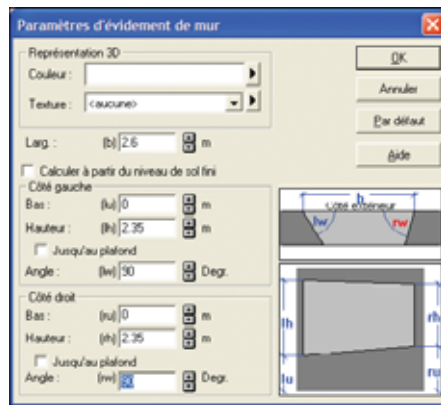 Paramètres d'évidement de mur
Représentation 3D
Couleur :
Texture : <aucune>
Larg. : (b) 2.6 m
Calculer à partir du niveau de sol fini
Côté gauche
Bas : (lu) 0 m
Hauteur : (lh) 2.35 m
Jusqu'au plafond
Angle : (lw) 90 Degr.
Côté droit
Bas : (ru) 0 m
Hauteur : (rh) 2.35 m
Jusqu'au plafond
Angle : (rw) 90 Degr.
OK
Annuler
Par défaut
Aide
b
Côté extérieur
lw rw
lh rh
lu ru